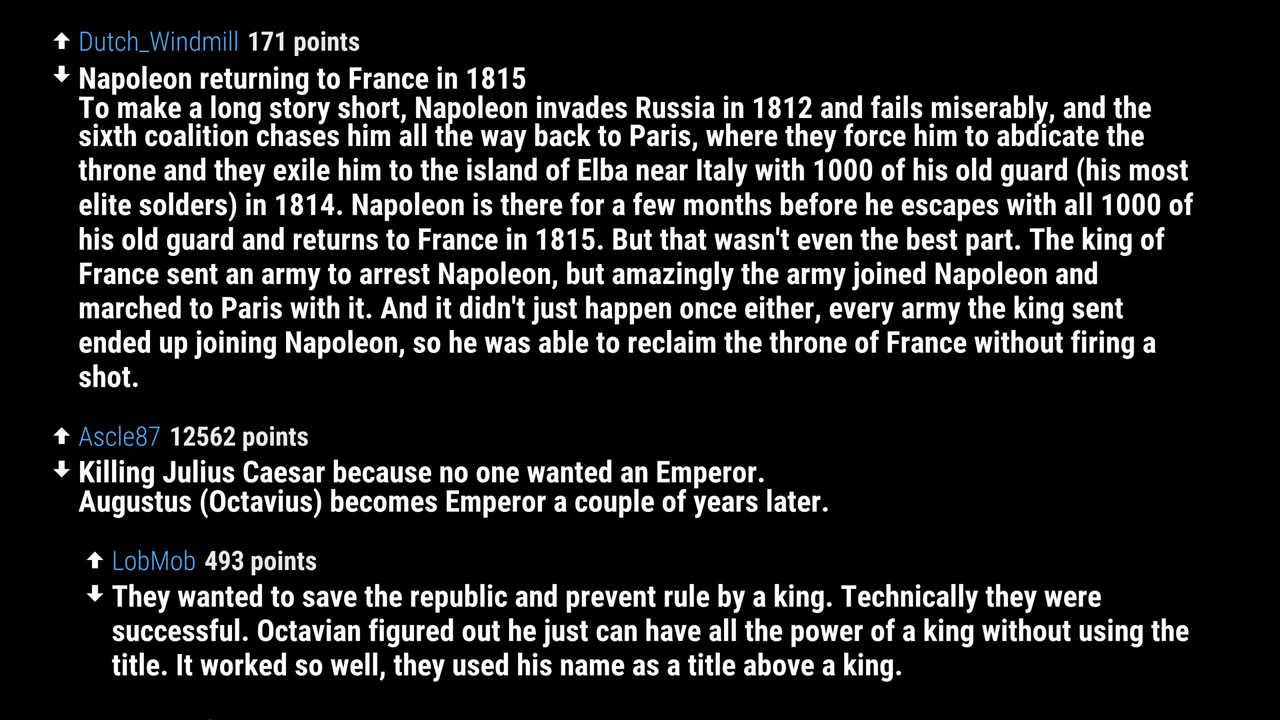 Dutch_Windmill 171 points
Napoleon returning to France in 1815
To make a long story short, Napoleon invades Russia in 1812 and fails miserably, and the
sixth coalition chases him all the way back to Paris, where they force him to abdicate the
throne and they exile him to the island of Elba near Italy with 1000 of his old guard (his most
elite solders) in 1814. Napoleon is there for a few months before he escapes with all 1000 of
his old guard and returns to France in 1815. But that wasn't even the best part. The king of
France sent an army to arrest Napoleon, but amazingly the army joined Napoleon and
marched to Paris with it. And it didn't just happen once either, every army the king sent
ended up joining Napoleon, so he was able to reclaim the throne of France without firing a
shot.
Ascle87 12562 points
Killing Julius Caesar because no one wanted an Emperor.
Augustus (Octavius) becomes Emperor a couple of years later.
LobMob 493 points
They wanted to save the republic and prevent rule by a king. Technically they were
successful. Octavian figured out he just can have all the power of a king without using the
title. It worked so well, they used his name as a title above a king.